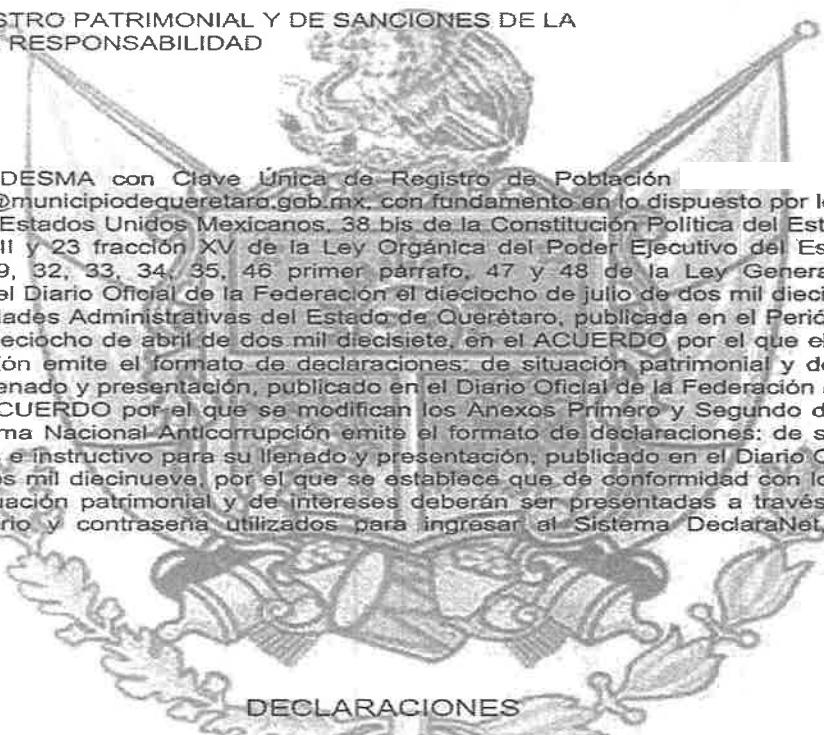 STRO PATRIMONIAL Y DE SANCIONES DE LA
RESPONSABILIDAD
DESMA con Clave Única de Registro de Población
@municipiodequeretaro.gob.mx, con fundamento en lo dispuesto por lo
Estados Unidos Mexicanos, 38 bis de la Constitución Política del Est
II y 23 fracción XV de la Ley Orgánica del Poder Ejecutivo del Es
9, 32, 33, 34, 35, 46 primer párrafo, 47 y 48 de la Ley Genera
el Diario Oficial de la Federación el dieciocho de julio de dos mil dieci
dades Administrativas del Estado de Querétaro, publicada en el Perió
eciocho de abril de dos mil diecisiete, en el ACUERDO por el que el
ión emite el formato de declaraciones: de situación patrimonial y de
enado y presentación, publicado en el Diario Oficial de la Federación
CUERDO por el que se modifican los Anexos Primero y Segundo d
ma Nacional Anticorrupción emite el formato de declaraciones: de s
e instructivo para su llenado y presentación, publicado en el Diario O
os mil diecinueve, por el que se establece que de conformidad con lo
uación patrimonial y de intereses deberán ser presentadas a través
rio y contraseña utilizados para ingresar al Sistema DeclaraNet,
DECLARACIONES